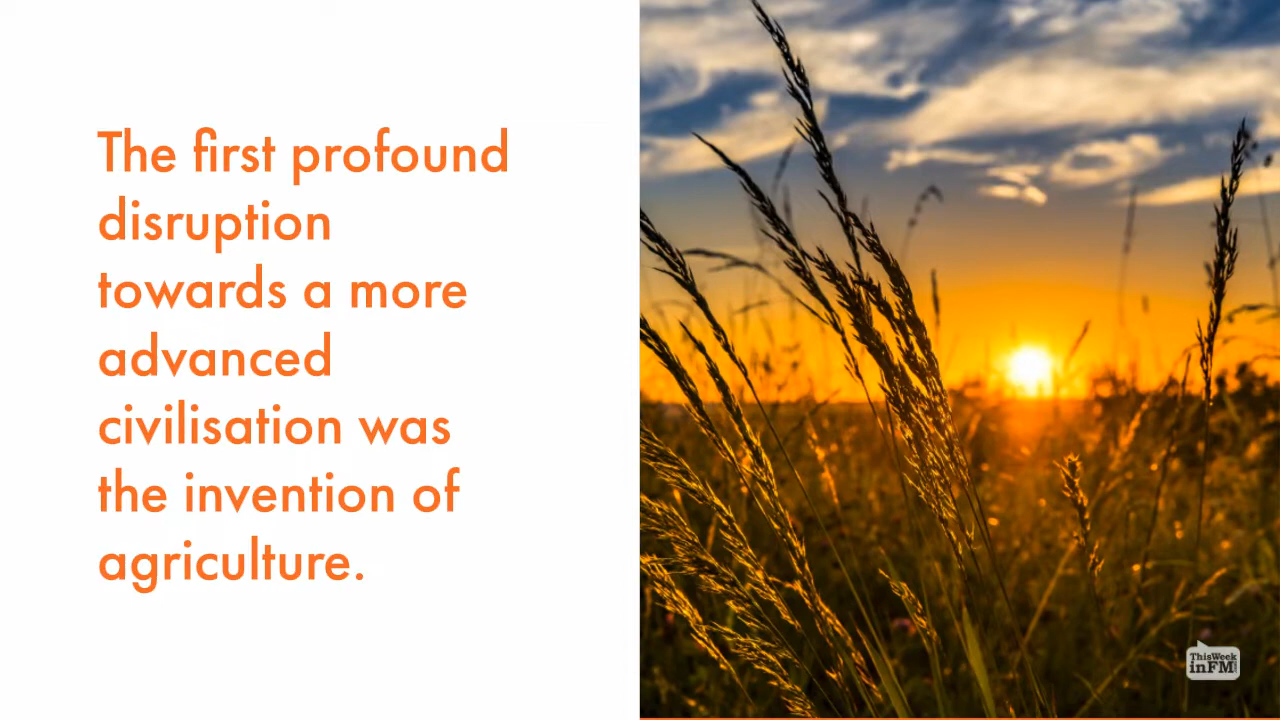 The first profound
disruption
towards a more
advanced
civilisation was
the invention of
agriculture.
ThisWeek
inFM